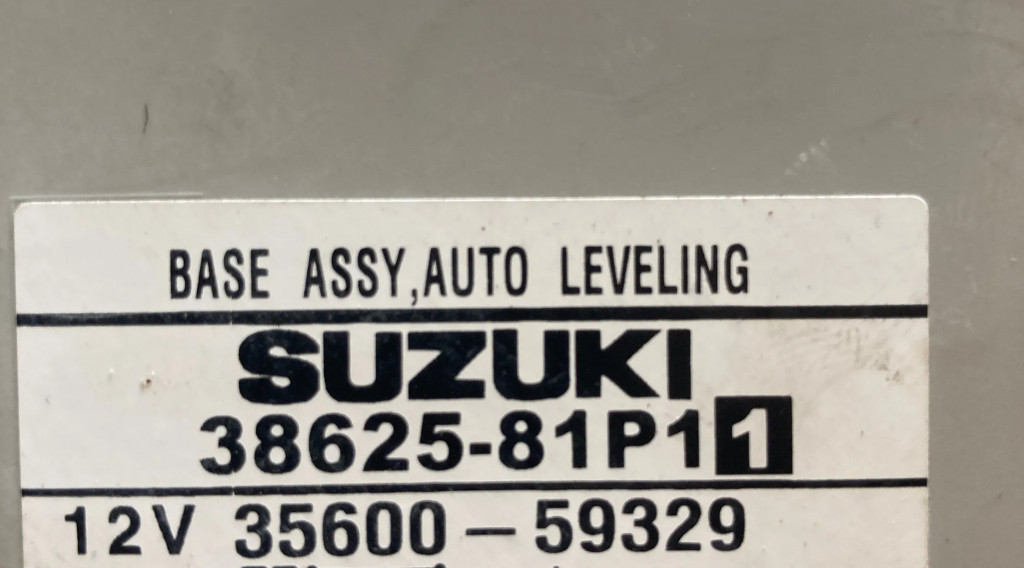 BASE ASSY,AUTO LEVELING
SUZUKI
38625-81P11
12V 35600-59329